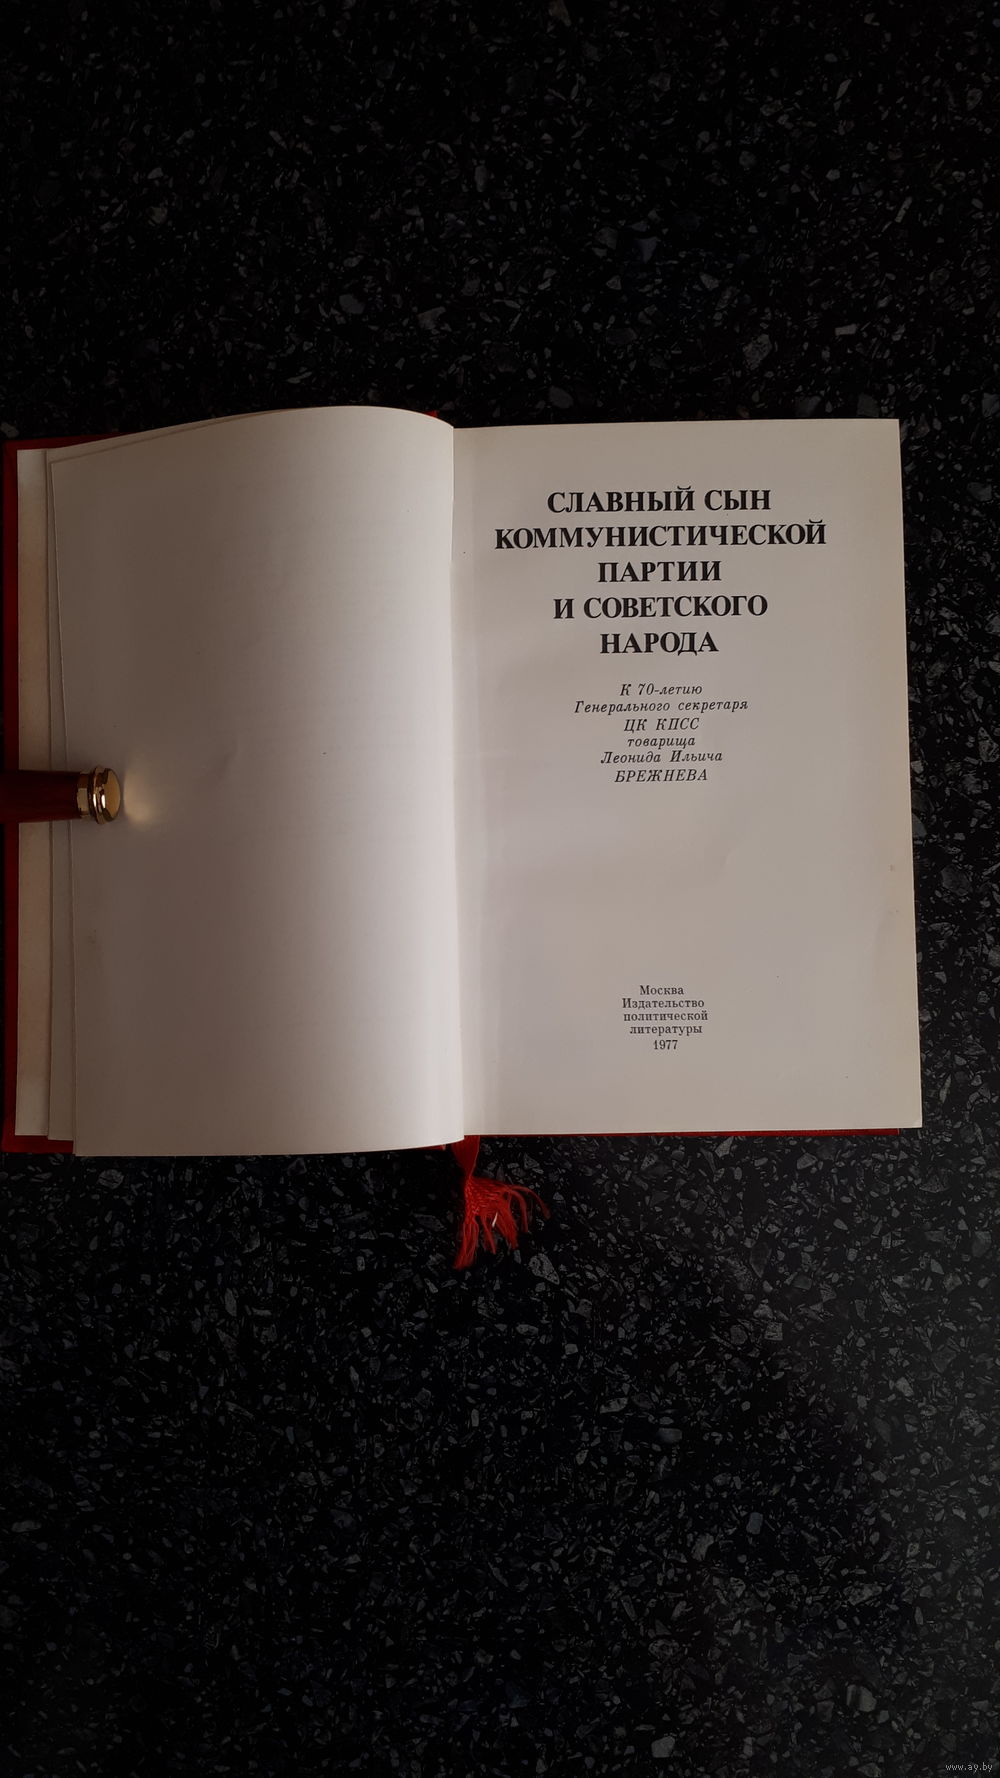 СЛАВНЫЙ СЫН
КОММУНИСТИЧЕСКОЙ
ПАРТИИ
И СОВЕТСКОГО
НАРОДА
К 70-летию
Генерального секретаря
ЦК КПСС
товарища
Леонида Ильича
БРЕЖНЕВА
Москва
Издательство
политической
литературы
1977
www.ay.by